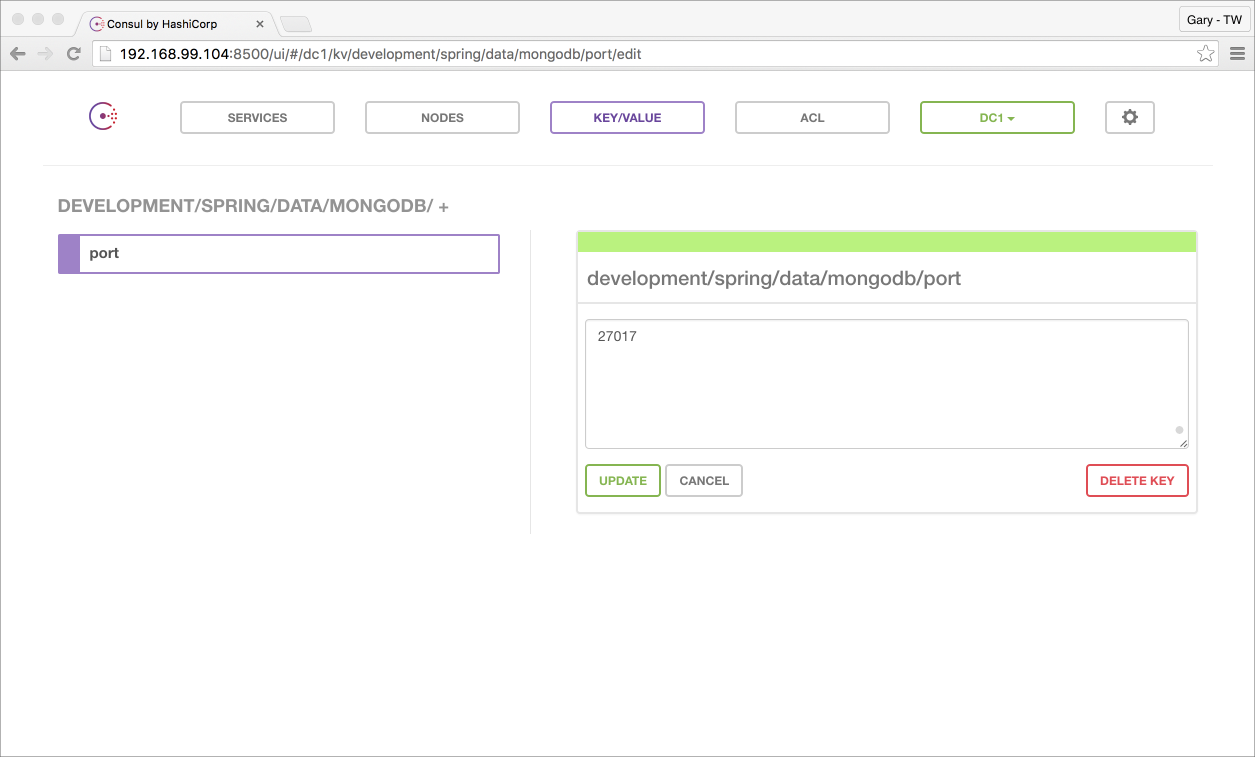 Consul by HashiCorp
Gary - TW
192.168.99.104:8500/ui/#/dc1/kv/development/spring/data/mongodb/port/edit
SERVICES NODES KEY/VALUE ACL DC1
DEVELOPMENT/SPRING/DATA/MONGODB/ +
port
development/spring/data/mongodb/port
27017
UPDATE CANCEL DELETE KEY